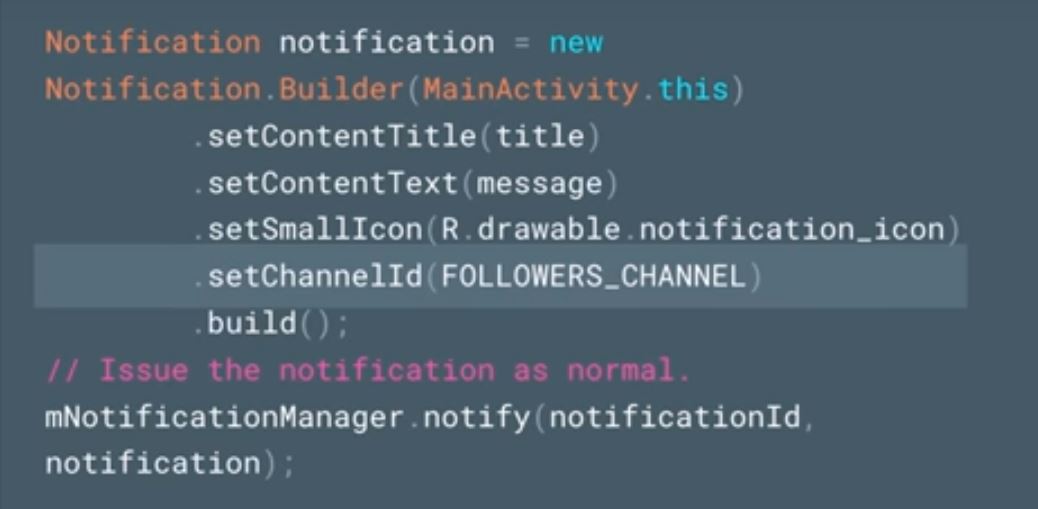 Notification notification = new
Notification.Builder(MainActivity.this)
.setContentTitle(title)
.setContentText(message)
.setSmallIcon(R.drawable.notification_icon)
.setChannelId(FOLLOWERS_CHANNEL)
.build();
// Issue the notification as normal.
mNotificationManager.notify(notificationId,
notification);